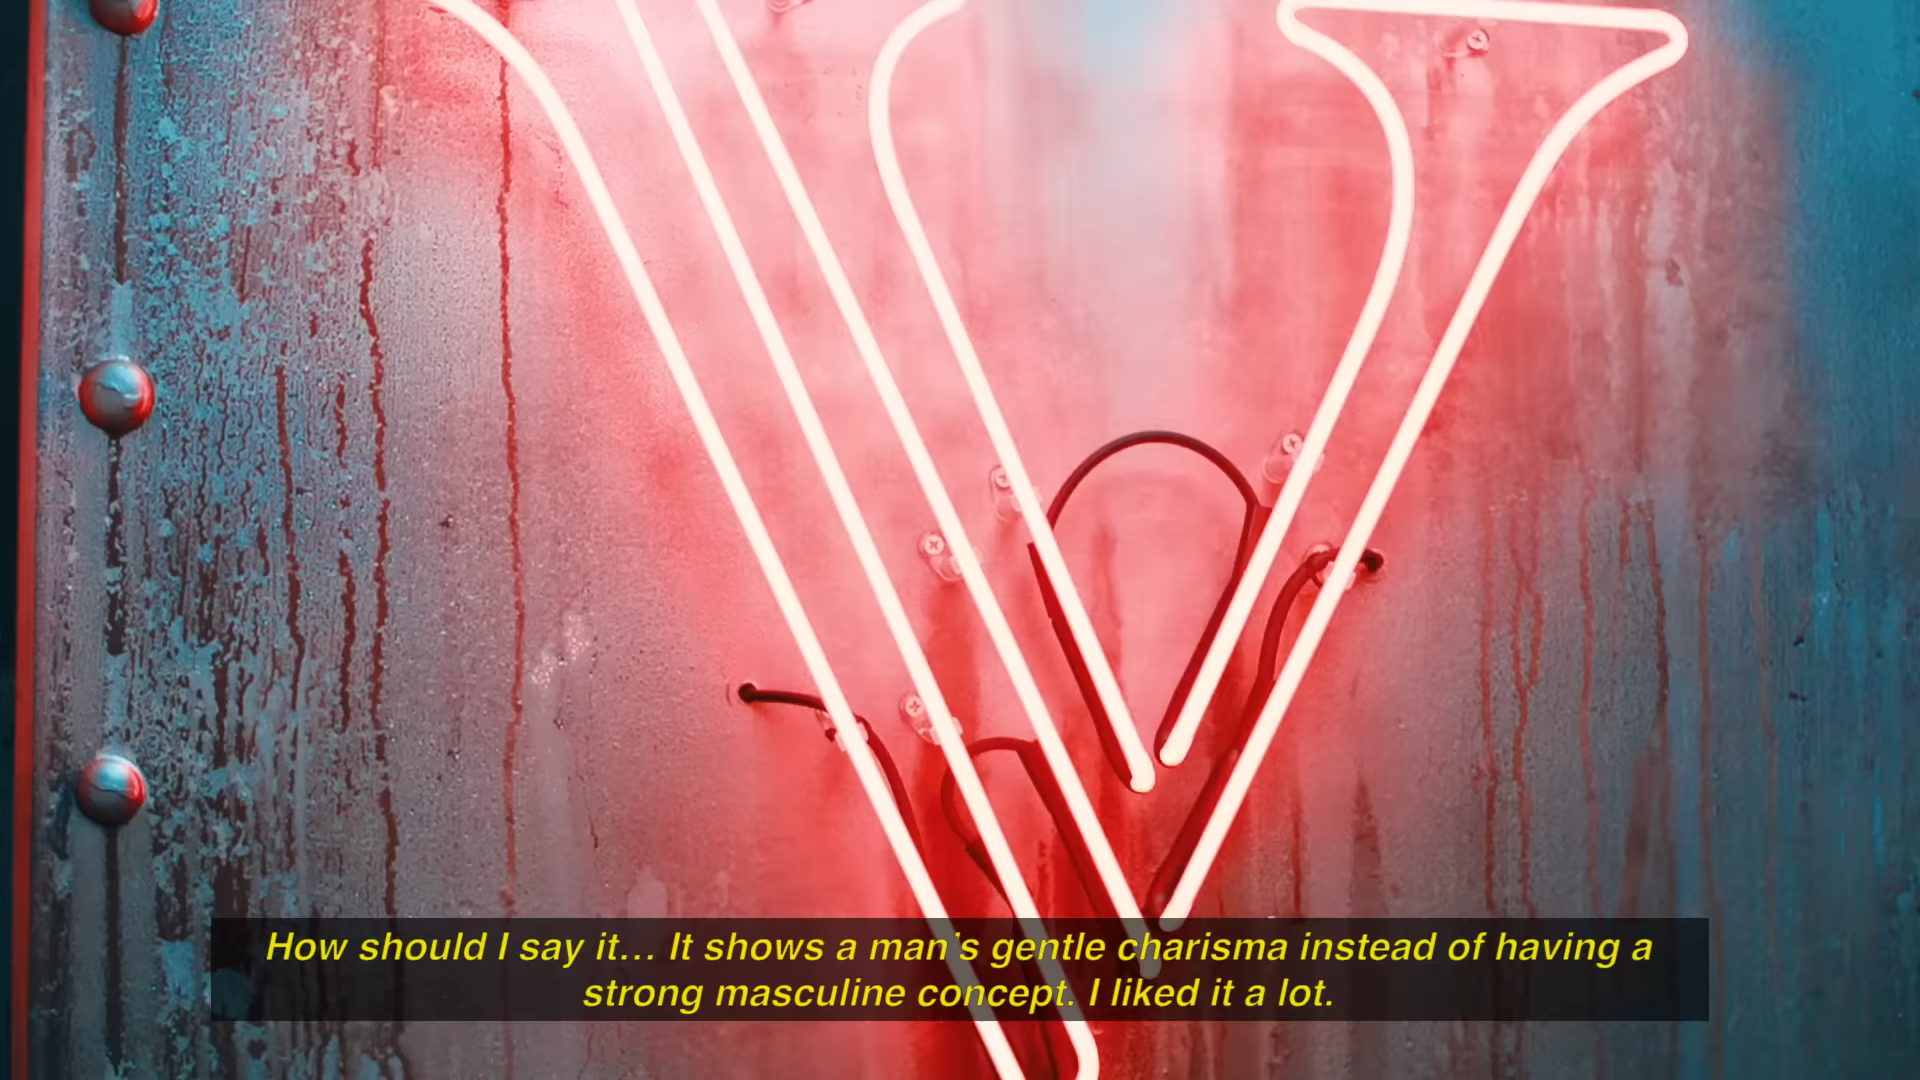 V
How should I say it... It shows a man's gentle charisma instead of having a
strong masculine concept. I liked it a lot.